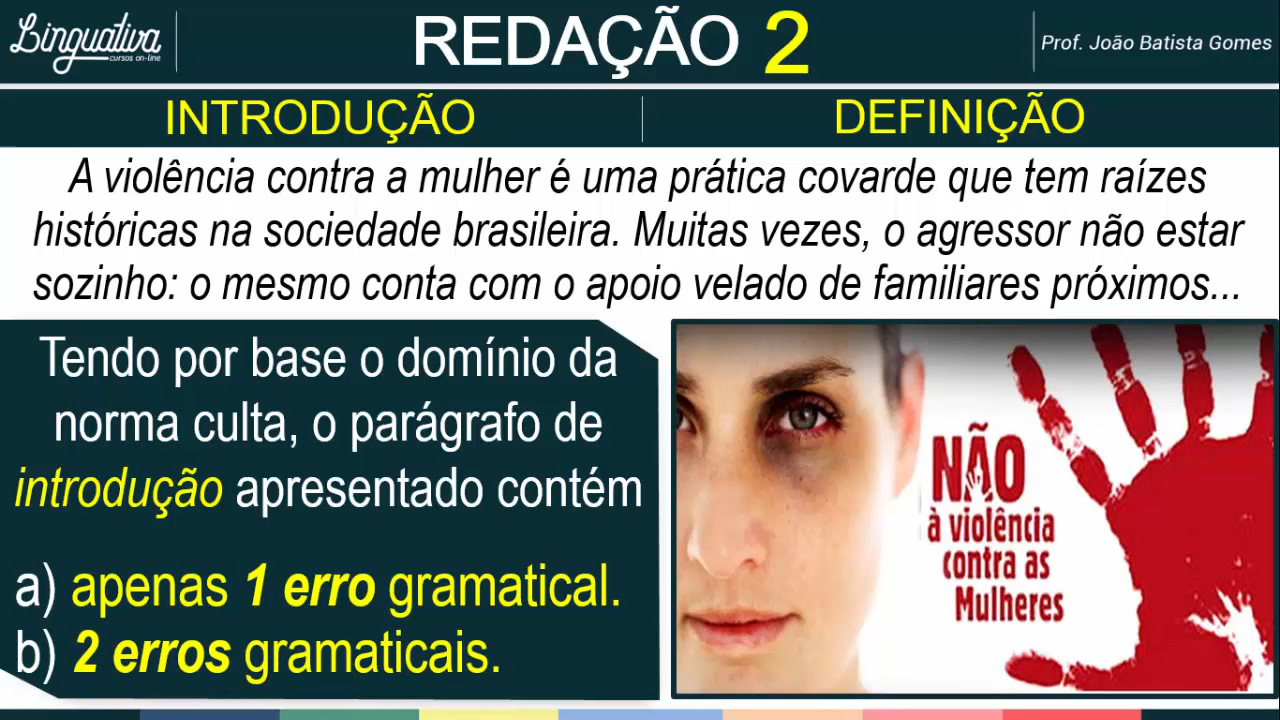 Linguativa
cursos on-line
REDAÇÃO 2
Prof. João Batista Gomes
INTRODUÇÃO
DEFINIÇÃO
A violência contra a mulher é uma prática covarde que tem raízes
históricas na sociedade brasileira. Muitas vezes, o agressor não estar
sozinho: o mesmo conta com o apoio velado de familiares próximos...
Tendo por base o domínio da
norma culta, o parágrafo de
introdução apresentado contém
a) apenas 1 erro gramatical.
b) 2 erros gramaticais.
NÃO
à violência
contra as
Mulheres